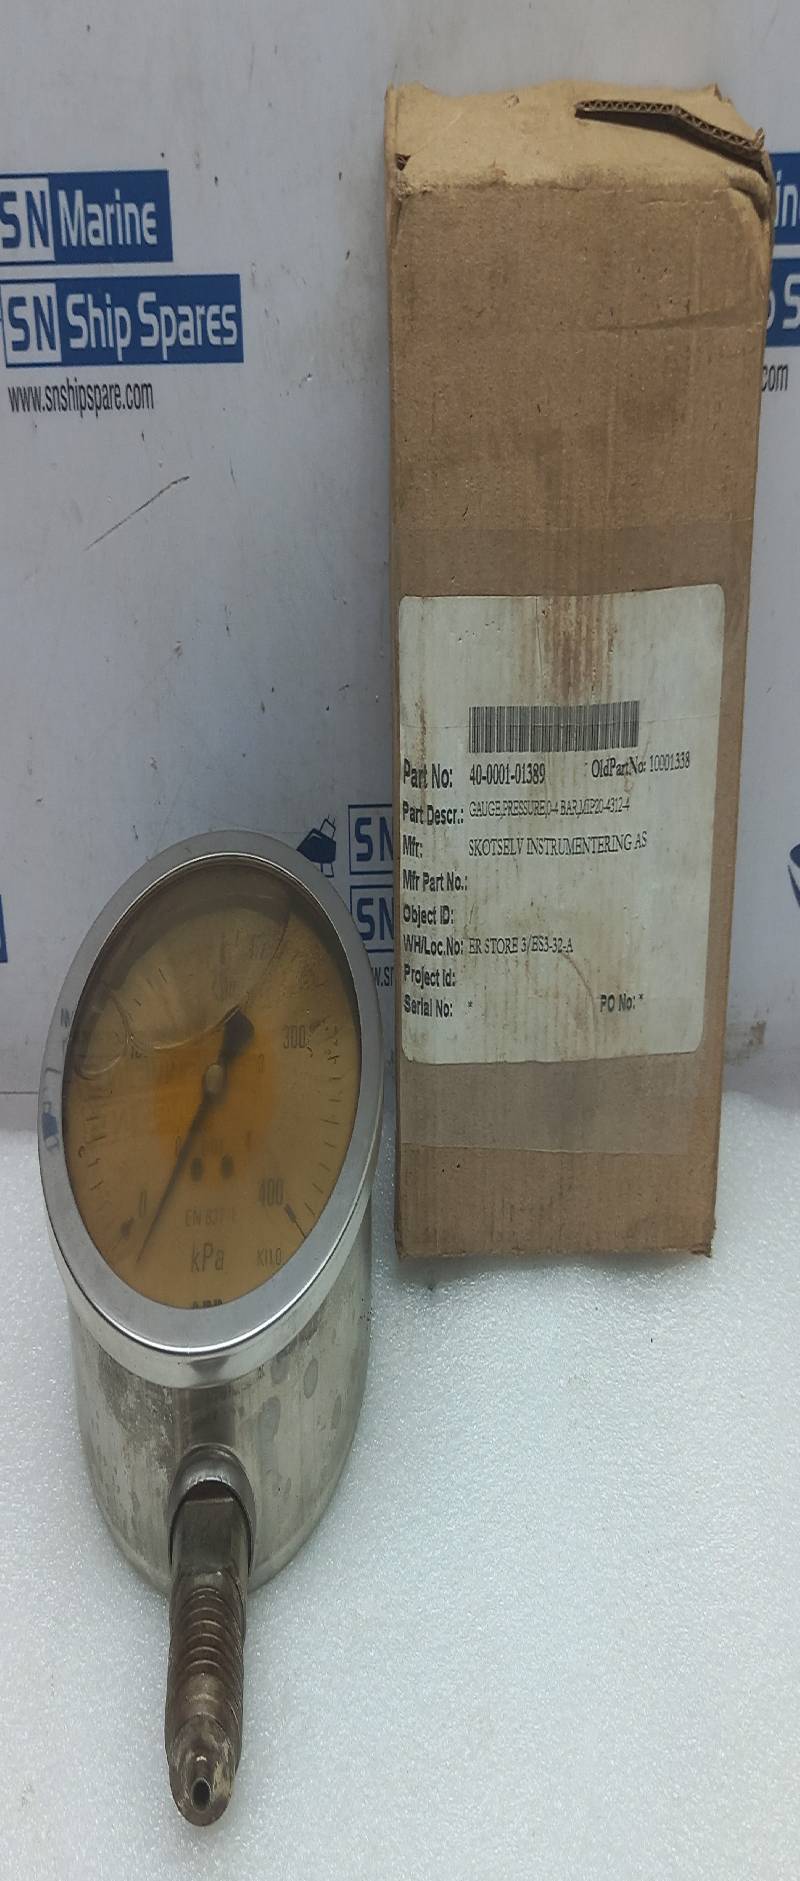 SN Marine
SN Ship Spares
www.snshipspare.com
Part No: 40-0001-01389 OldPartNo: 10001338
Part Descr.: GAUGE,PRESSURE,0-4 BAR,MIP20-4312-4
Mfr: SKOTSELV INSTRUMENTERING AS
Mfr Part No.:
Object ID:
WH/Loc.No: ER STORE 3/ES3-32-A
Project Id:
Serial No: * PO No: *
300
0
400
kPa
SN
SN